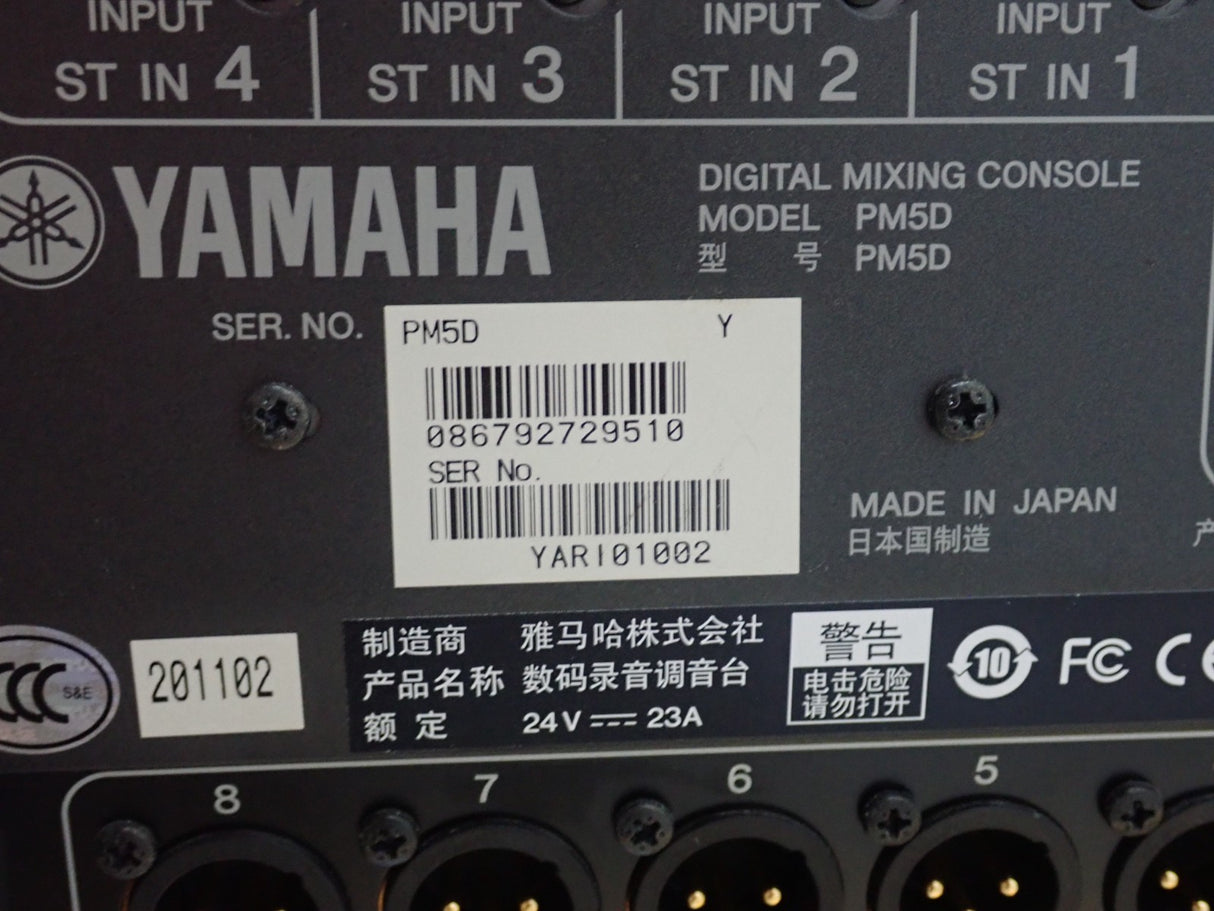 INPUT INPUT INPUT INPUT
ST IN 4 ST IN 3 ST IN 2 ST IN 1
YAMAHA
DIGITAL MIXING CONSOLE
MODEL PM5D
型 号 PM5D
SER. NO.
PM5D Y
086792729510
SER No.
YARI01002
MADE IN JAPAN
日本国制造
产
CCC S&E
201102
制造商 雅马哈株式会社
产品名称 数码录音调音台
额 定 24V 23A
警告
电击危险
请勿打开
10
FC CE
8 7 6 5